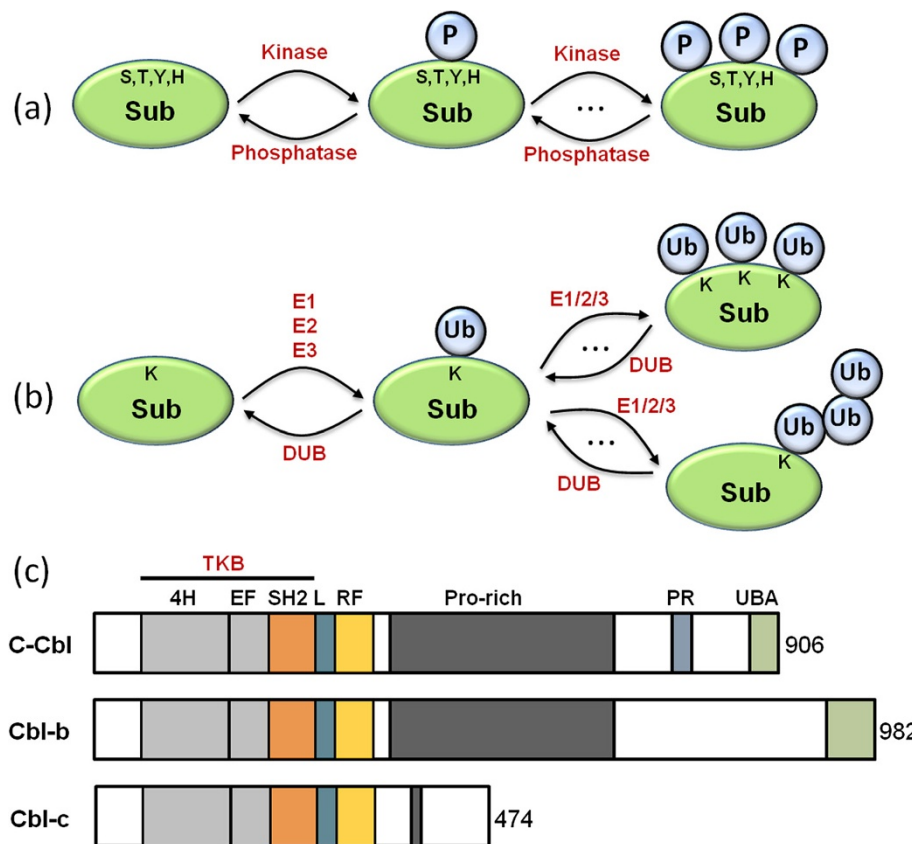 (a)
S,T,Y,H
Sub
Kinase
Phosphatase
P
S,T,Y,H
Sub
Kinase
...
Phosphatase
P P P
S,T,Y,H
Sub
(b)
K
Sub
E1
E2
E3
DUB
Ub
K
Sub
E1/2/3
...
DUB
Ub Ub Ub
K K K
Sub
E1/2/3
...
DUB
Ub
Ub Ub
K
Sub
(c)
TKB
4H EF SH2 L RF Pro-rich PR UBA
C-Cbl 906
Cbl-b 982
Cbl-c 474